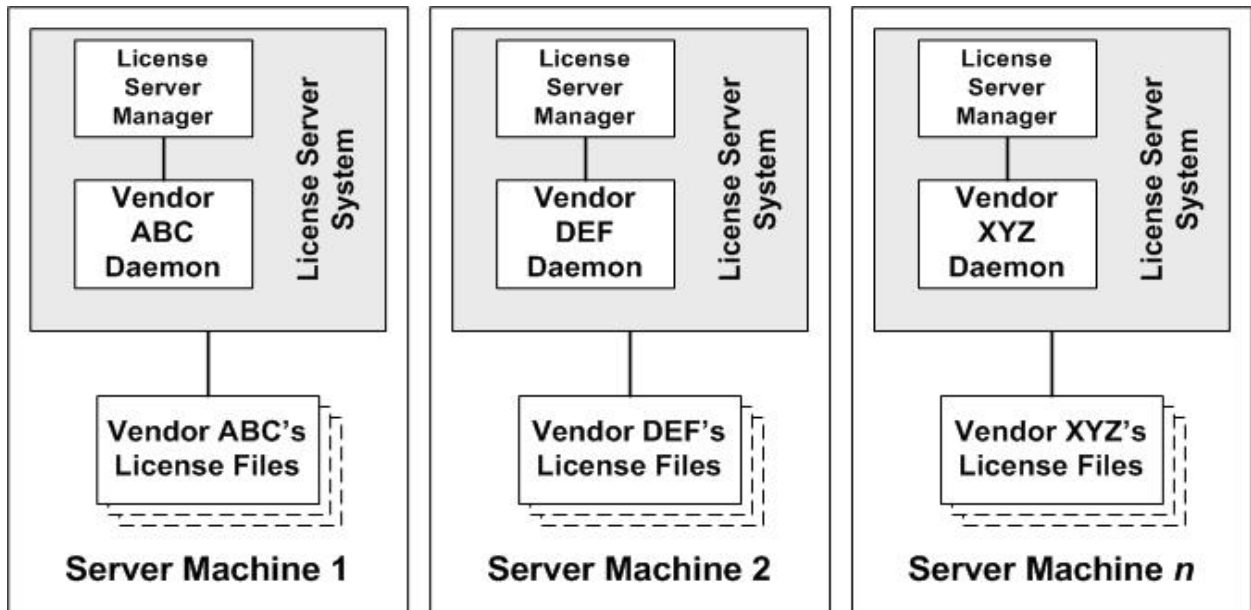 License
Server
Manager
Vendor
ABC
Daemon
License Server
System
Vendor ABC's
License Files
Server Machine 1
License
Server
Manager
Vendor
DEF
Daemon
License Server
System
Vendor DEF's
License Files
Server Machine 2
License
Server
Manager
Vendor
XYZ
Daemon
License Server
System
Vendor XYZ's
License Files
Server Machine n